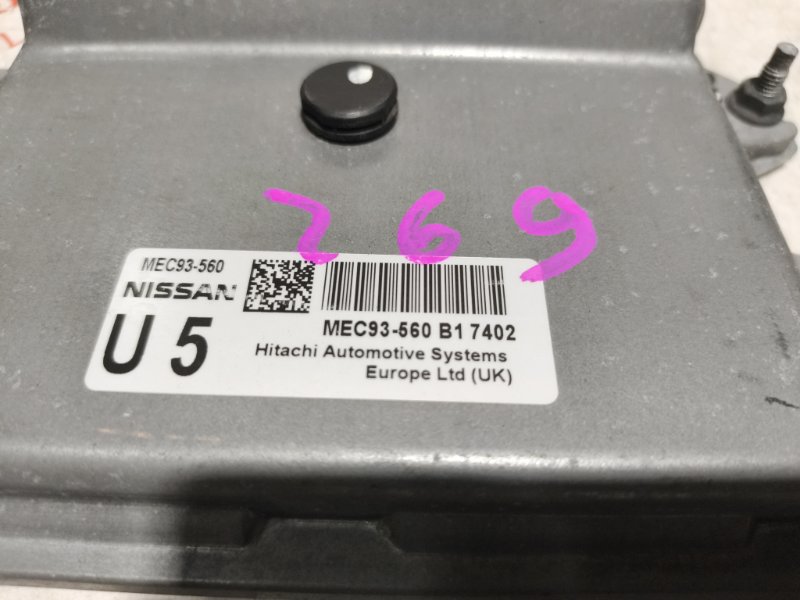 269
MEC93-560
NISSAN
U 5
MEC93-560 B1 7402
Hitachi Automotive Systems
Europe Ltd (UK)